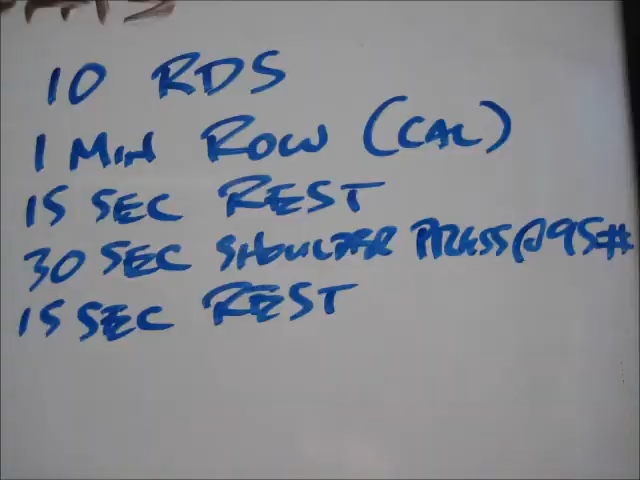 10 RDS
1 MIN ROW (CAL)
15 SEC REST
30 SEC SHOULDER PRESS @ 95#
15 SEC REST